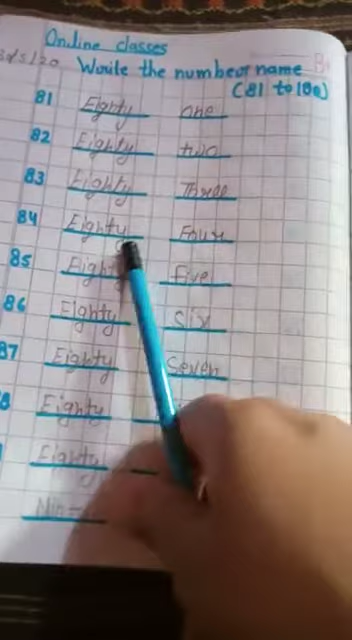 Online classes
Write the number name
(81 to 100)
81 Eighty one
82 Eighty two
83 Eighty Three
84 Eighty Four
85 Eighty Five
86 Eighty Six
87 Eighty Seven
Eighty
Eighty